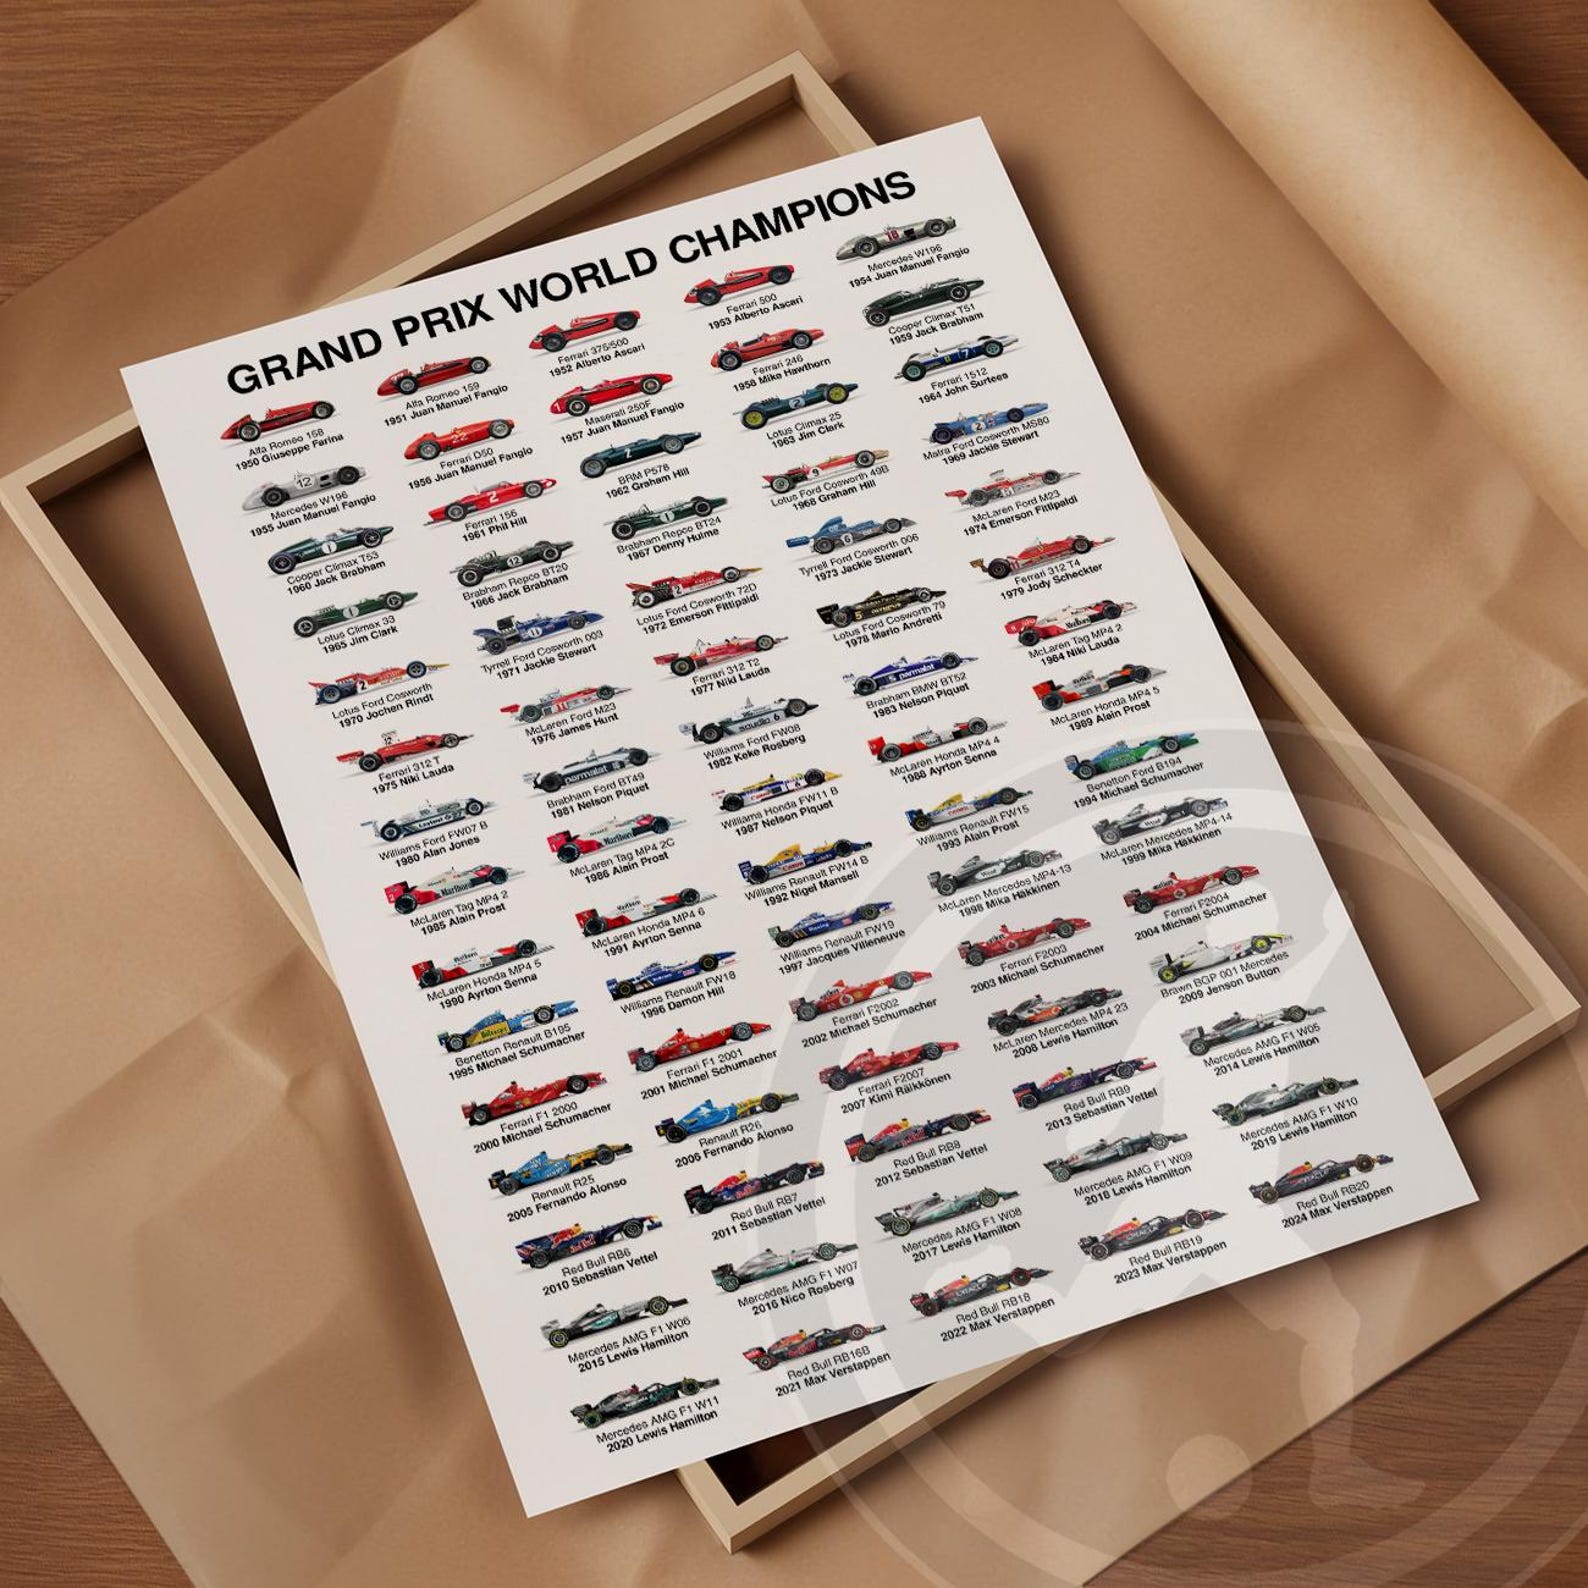 GRAND PRIX WORLD CHAMPIONS
Alfa Romeo 158
1950 Giuseppe Farina
Alfa Romeo 159
1951 Juan Manuel Fangio
Ferrari 375/500
1952 Alberto Ascari
Ferrari 500
1953 Alberto Ascari
Mercedes W196
1954 Juan Manuel Fangio
Mercedes W196
1955 Juan Manuel Fangio
Ferrari D50
1956 Juan Manuel Fangio
Maserati 250F
1957 Juan Manuel Fangio
Ferrari 246
1958 Mike Hawthorn
Cooper Climax T51
1959 Jack Brabham
Cooper Climax T53
1960 Jack Brabham
Ferrari 156
1961 Phil Hill
BRM P578
1962 Graham Hill
Lotus Climax 25
1963 Jim Clark
Ferrari 1512
1964 John Surtees
Lotus Climax 33
1965 Jim Clark
Brabham Repco BT20
1966 Jack Brabham
Brabham Repco BT24
1967 Denny Hulme
Lotus Ford Cosworth 49B
1968 Graham Hill
Matra Ford Cosworth MS80
1969 Jackie Stewart
Lotus Ford Cosworth
1970 Jochen Rindt
Tyrrell Ford Cosworth 003
1971 Jackie Stewart
Lotus Ford Cosworth 72D
1972 Emerson Fittipaldi
Tyrrell Ford Cosworth 006
1973 Jackie Stewart
McLaren Ford M23
1974 Emerson Fittipaldi
Ferrari 312 T
1975 Niki Lauda
McLaren Ford M23
1976 James Hunt
Ferrari 312 T2
1977 Niki Lauda
Lotus Ford Cosworth 79
1978 Mario Andretti
Ferrari 312 T4
1979 Jody Scheckter
Williams Ford FW07 B
1980 Alan Jones
Brabham Ford BT49
1981 Nelson Piquet
Williams Ford FW08
1982 Keke Rosberg
Brabham BMW BT52
1983 Nelson Piquet
McLaren Tag MP4 2
1984 Niki Lauda
McLaren Tag MP4 2
1985 Alain Prost
McLaren Tag MP4 2C
1986 Alain Prost
Williams Honda FW11 B
1987 Nelson Piquet
McLaren Honda MP4 4
1988 Ayrton Senna
McLaren Honda MP4 5
1989 Alain Prost
McLaren Honda MP4 5
1990 Ayrton Senna
McLaren Honda MP4 6
1991 Ayrton Senna
Williams Renault FW14 B
1992 Nigel Mansell
Williams Renault FW15
1993 Alain Prost
Benetton Ford B194
1994 Michael Schumacher
Benetton Renault B195
1995 Michael Schumacher
Williams Renault FW18
1996 Damon Hill
Williams Renault FW19
1997 Jacques Villeneuve
McLaren Mercedes MP4-13
1998 Mika Häkkinen
McLaren Mercedes MP4-14
1999 Mika Häkkinen
Ferrari F1 2000
2000 Michael Schumacher
Ferrari F1 2001
2001 Michael Schumacher
Ferrari F2002
2002 Michael Schumacher
Ferrari F2003
2003 Michael Schumacher
Ferrari F2004
2004 Michael Schumacher
Renault R25
2005 Fernando Alonso
Renault R26
2006 Fernando Alonso
Ferrari F2007
2007 Kimi Räikkönen
McLaren Mercedes MP4 23
2008 Lewis Hamilton
Brawn BGP 001 Mercedes
2009 Jenson Button
Red Bull RB6
2010 Sebastian Vettel
Red Bull RB7
2011 Sebastian Vettel
Red Bull RB8
2012 Sebastian Vettel
Red Bull RB9
2013 Sebastian Vettel
Mercedes AMG F1 W05
2014 Lewis Hamilton
Mercedes AMG F1 W06
2015 Lewis Hamilton
Mercedes AMG F1 W07
2016 Nico Rosberg
Mercedes AMG F1 W08
2017 Lewis Hamilton
Mercedes AMG F1 W09
2018 Lewis Hamilton
Mercedes AMG F1 W10
2019 Lewis Hamilton
Mercedes AMG F1 W11
2020 Lewis Hamilton
Red Bull RB16B
2021 Max Verstappen
Red Bull RB18
2022 Max Verstappen
Red Bull RB19
2023 Max Verstappen
Red Bull RB20
2024 Max Verstappen